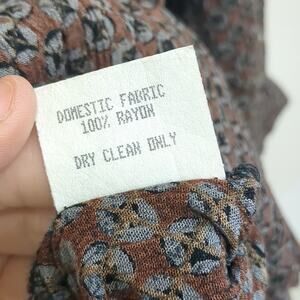 DOMESTIC FABRIC
100% RAYON
DRY CLEAN ONLY